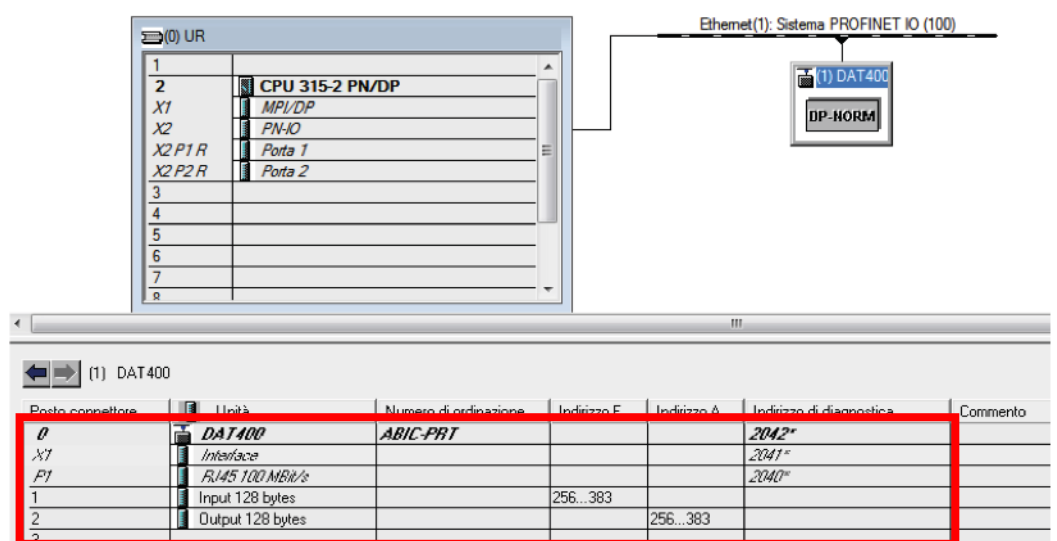 Ethernet(1): Sistema PROFINET IO (100)
(0) UR
1
2 CPU 315-2 PN/DP
X1 MPI/DP
X2 PN-IO
X2 P1 R Porta 1
X2 P2 R Porta 2
3
4
5
6
7
8
(1) DAT400
DP-NORM
(1) DAT400
Posto connettore Unità Numero di ordinazione Indirizzo E Indirizzo A Indirizzo di diagnostica Commento
0 DAT400 ABIC-PRT 2042*
X1 Interface 2041*
P1 RJ45 100 MBit/s 2040*
1 Input 128 bytes 256...383
2 Output 128 bytes 256...383
3